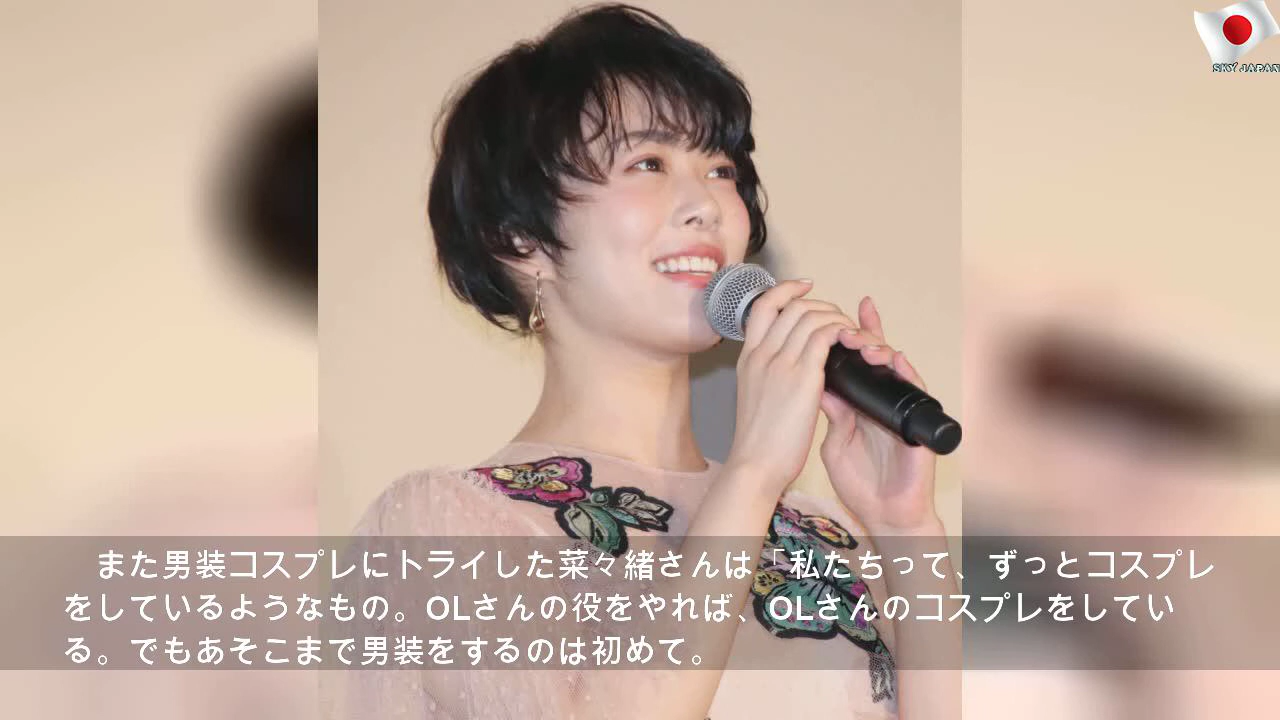 SKY JAPAN
また男装コスプレにトライした菜々緒さんは「私たちって、ずっとコスプレ
をしているようなもの。OLさんの役をやれば、OLさんのコスプレをしてい
る。でもあそこまで男装をするのは初めて。